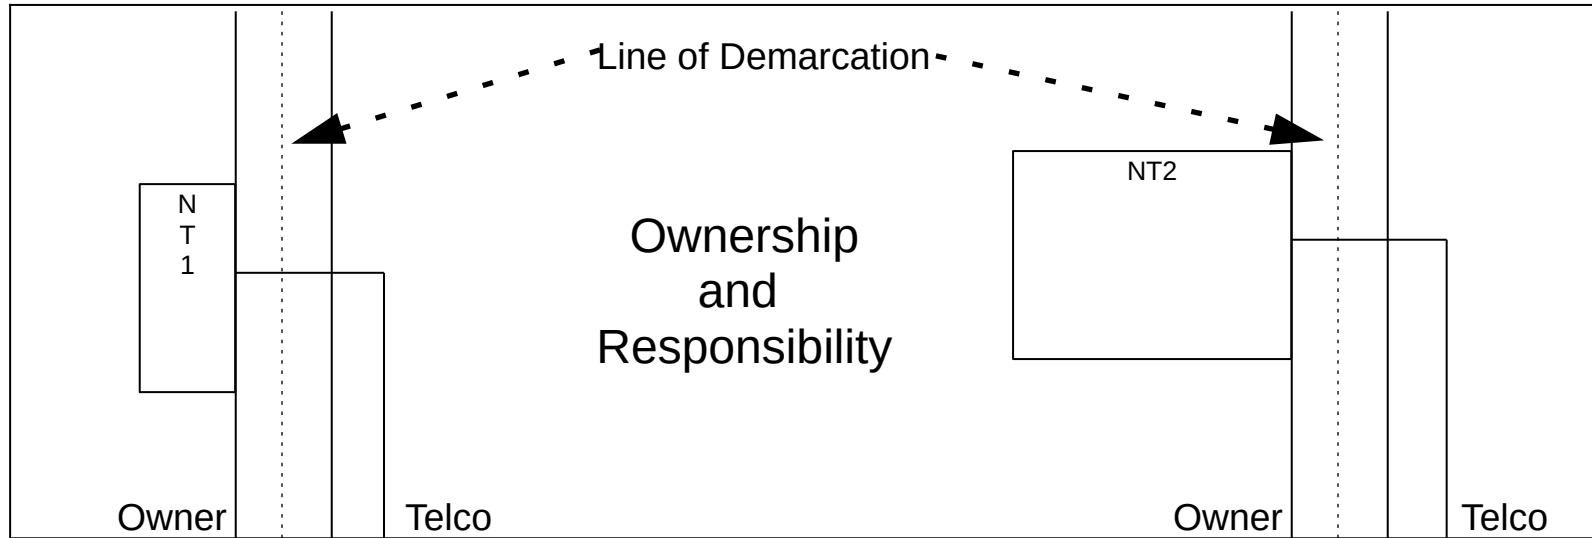 Line of Demarcation
N
T
1
NT2
Ownership
and
Responsibility
Owner
Telco
Owner
Telco